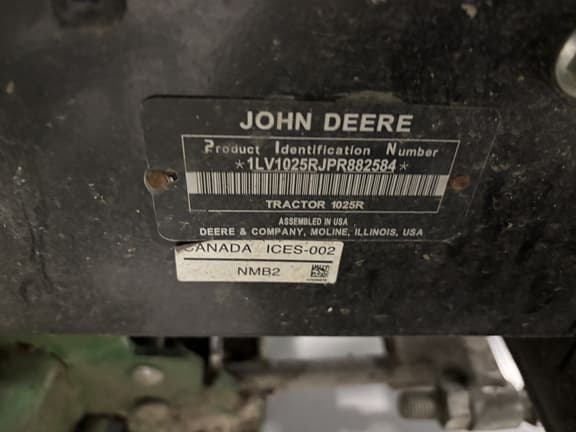 JOHN DEERE
Product Identification Number
*1LV1025RJPR882584*
TRACTOR 1025R
ASSEMBLED IN USA
DEERE & COMPANY, MOLINE, ILLINOIS, USA
CANADA ICES-002
NMB2